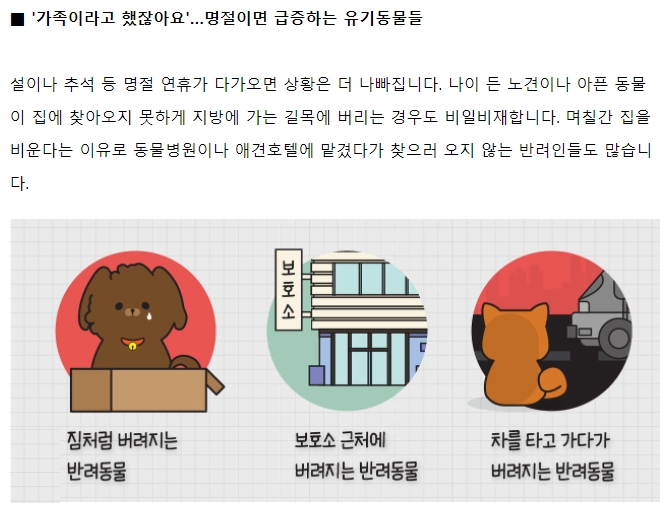 ■ '가족이라고 했잖아요'...명절이면 급증하는 유기동물들
설이나 추석 등 명절 연휴가 다가오면 상황은 더 나빠집니다. 나이 든 노견이나 아픈 동물
이 집에 찾아오지 못하게 지방에 가는 길목에 버리는 경우도 비일비재합니다. 며칠간 집을
비운다는 이유로 동물병원이나 애견호텔에 맡겼다가 찾으러 오지 않는 반려인들도 많습니
다.
보호소
짐처럼 버려지는
반려동물
보호소 근처에
버려지는 반려동물
차를 타고 가다가
버려지는 반려동물